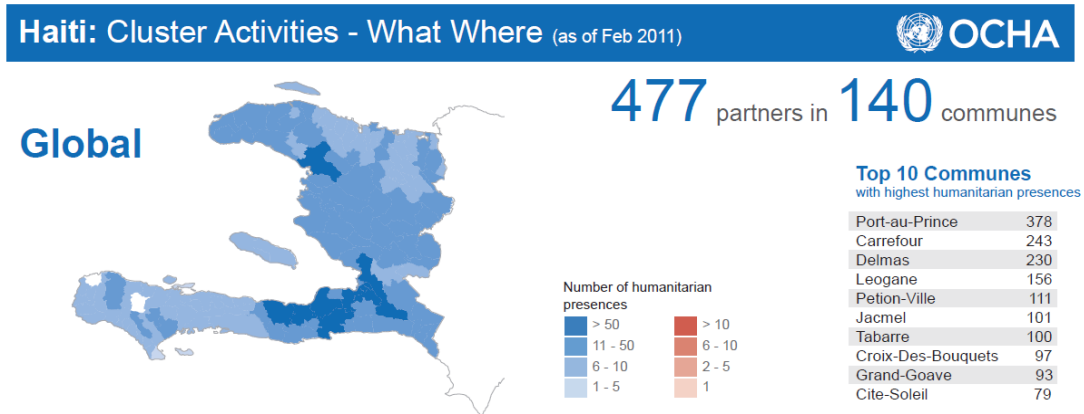 Haiti: Cluster Activities - What Where (as of Feb 2011)
OCHA
477 partners in 140 communes
Global
Top 10 Communes
with highest humanitarian presences
Port-au-Prince 378
Carrefour 243
Delmas 230
Leogane 156
Petion-Ville 111
Jacmel 101
Tabarre 100
Croix-Des-Bouquets 97
Grand-Goave 93
Cite-Soleil 79
Number of humanitarian
presences
> 50 > 10
11 - 50 6 - 10
6 - 10 2 - 5
1 - 5 1